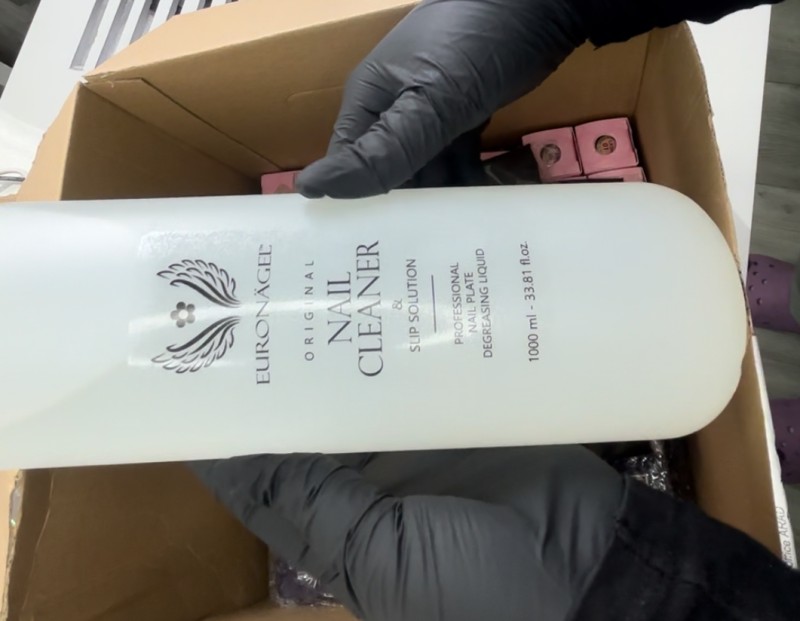 EURONÄGEL
ORIGINAL
NAIL
CLEANER
&
SLIP SOLUTION
PROFESSIONAL
NAIL PLATE
DEGREASING LIQUID
1000 ml - 33.81 fl.oz.